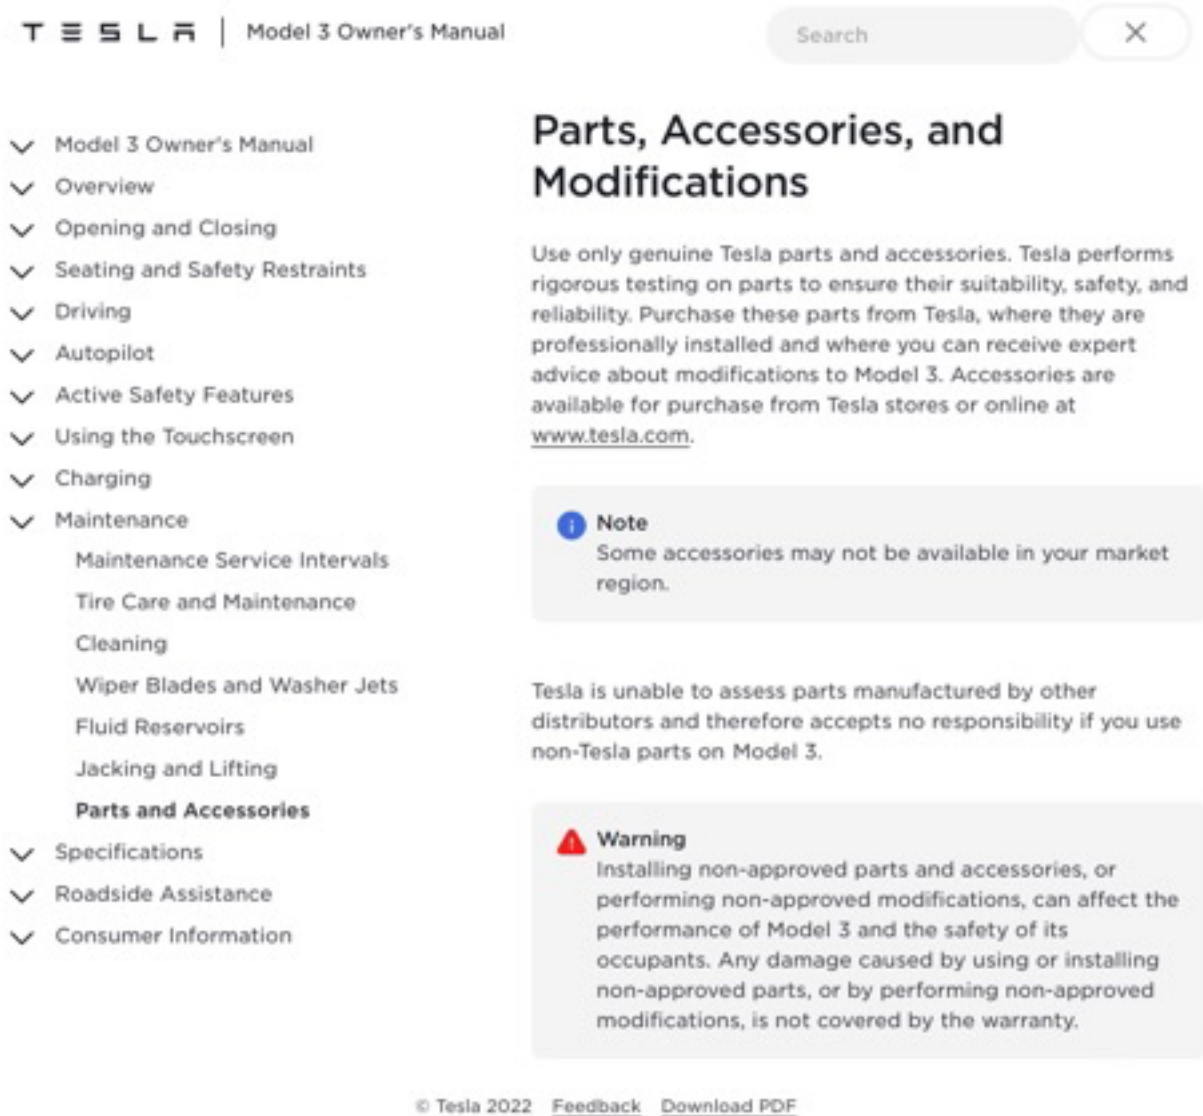 TESLA | Model 3 Owner's Manual
Search
Model 3 Owner's Manual
Overview
Opening and Closing
Seating and Safety Restraints
Driving
Autopilot
Active Safety Features
Using the Touchscreen
Charging
Maintenance
Maintenance Service Intervals
Tire Care and Maintenance
Cleaning
Wiper Blades and Washer Jets
Fluid Reservoirs
Jacking and Lifting
Parts and Accessories
Specifications
Roadside Assistance
Consumer Information
Parts, Accessories, and
Modifications
Use only genuine Tesla parts and accessories. Tesla performs
rigorous testing on parts to ensure their suitability, safety, and
reliability. Purchase these parts from Tesla, where they are
professionally installed and where you can receive expert
advice about modifications to Model 3. Accessories are
available for purchase from Tesla stores or online at
www.tesla.com.
Note
Some accessories may not be available in your market
region.
Tesla is unable to assess parts manufactured by other
distributors and therefore accepts no responsibility if you use
non-Tesla parts on Model 3.
Warning
Installing non-approved parts and accessories, or
performing non-approved modifications, can affect the
performance of Model 3 and the safety of its
occupants. Any damage caused by using or installing
non-approved parts, or by performing non-approved
modifications, is not covered by the warranty.
© Tesla 2022 Feedback Download PDF